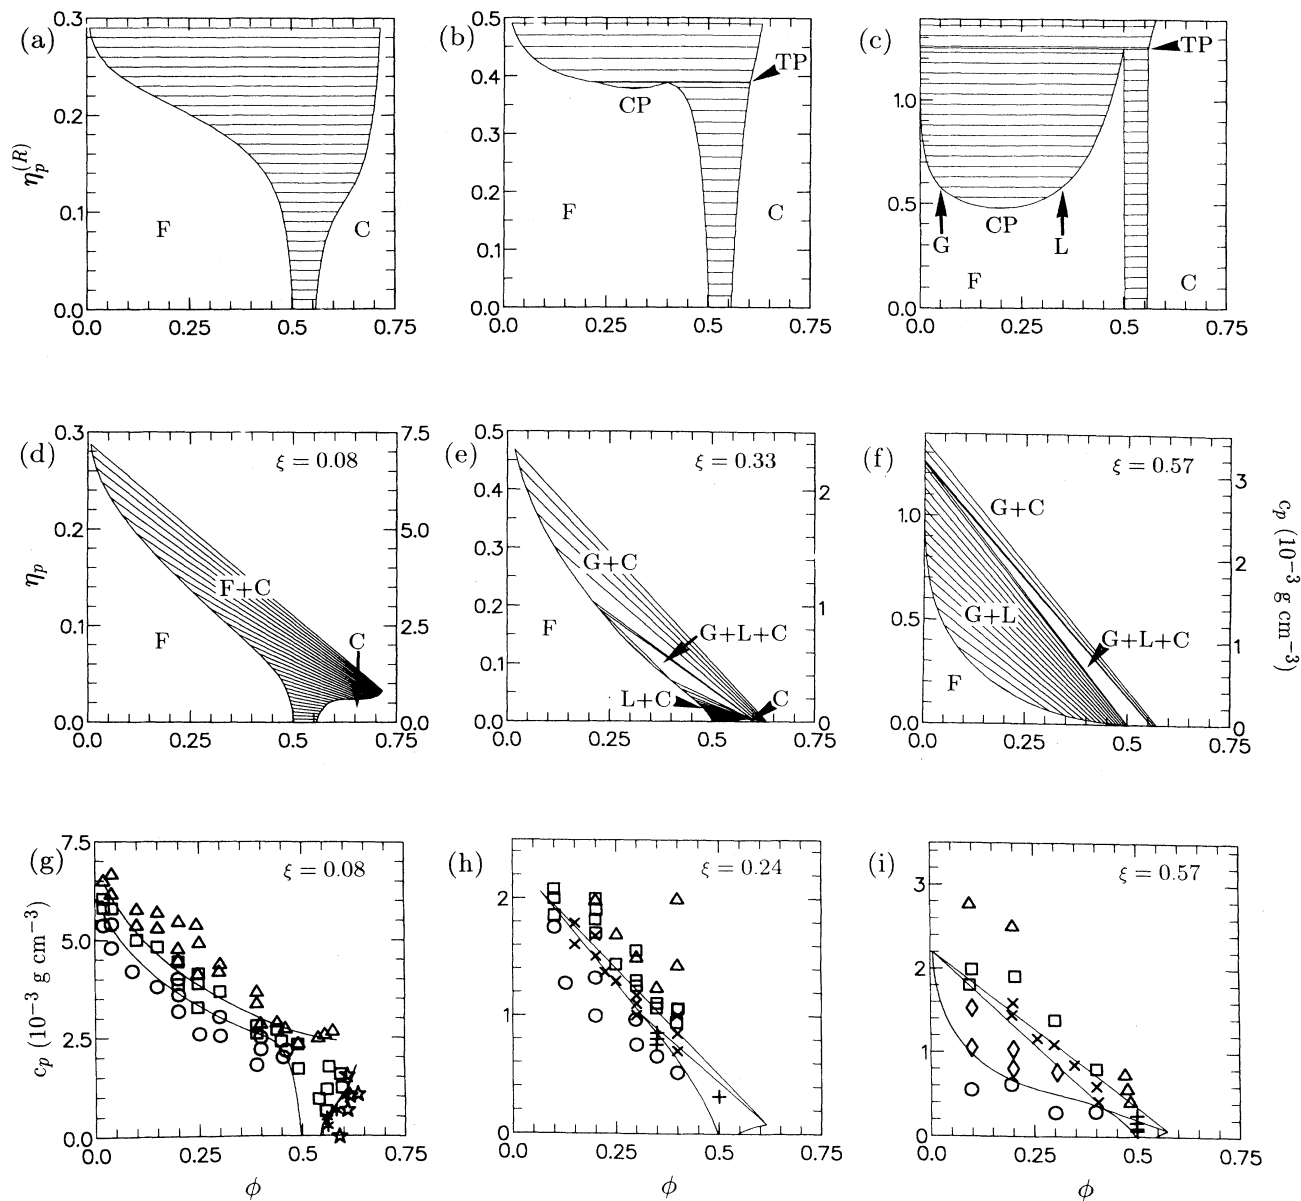 (a)
0.3
0.2
0.1
0.0
η_p^(R)
F
C
0.0 0.25 0.5 0.75
(b)
0.5
0.4
0.3
0.2
0.1
0.0
TP
CP
F
C
0.0 0.25 0.5 0.75
(c)
1.0
0.5
0.0
TP
CP
G
L
F
C
0.0 0.25 0.5 0.75
(d)
0.3
0.2
0.1
0.0
η_p
ξ = 0.08
F+C
F
C
7.5
5.0
2.5
0.0
0.0 0.25 0.5 0.75
(e)
0.5
0.4
0.3
0.2
0.1
0.0
ξ = 0.33
G+C
F
G+L+C
L+C
C
2
1
0
0.0 0.25 0.5 0.75
(f)
1.0
0.5
0.0
ξ = 0.57
G+C
G+L
G+L+C
F
3
2
1
0
c_p (10⁻³ g cm⁻³)
0.0 0.25 0.5 0.75
(g)
7.5
5.0
2.5
0.0
c_p (10⁻³ g cm⁻³)
ξ = 0.08
0.0 0.25 0.5 0.75
ϕ
(h)
2
1
0
ξ = 0.24
0.0 0.25 0.5 0.75
ϕ
(i)
3
2
1
0
ξ = 0.57
0.0 0.25 0.5 0.75
ϕ